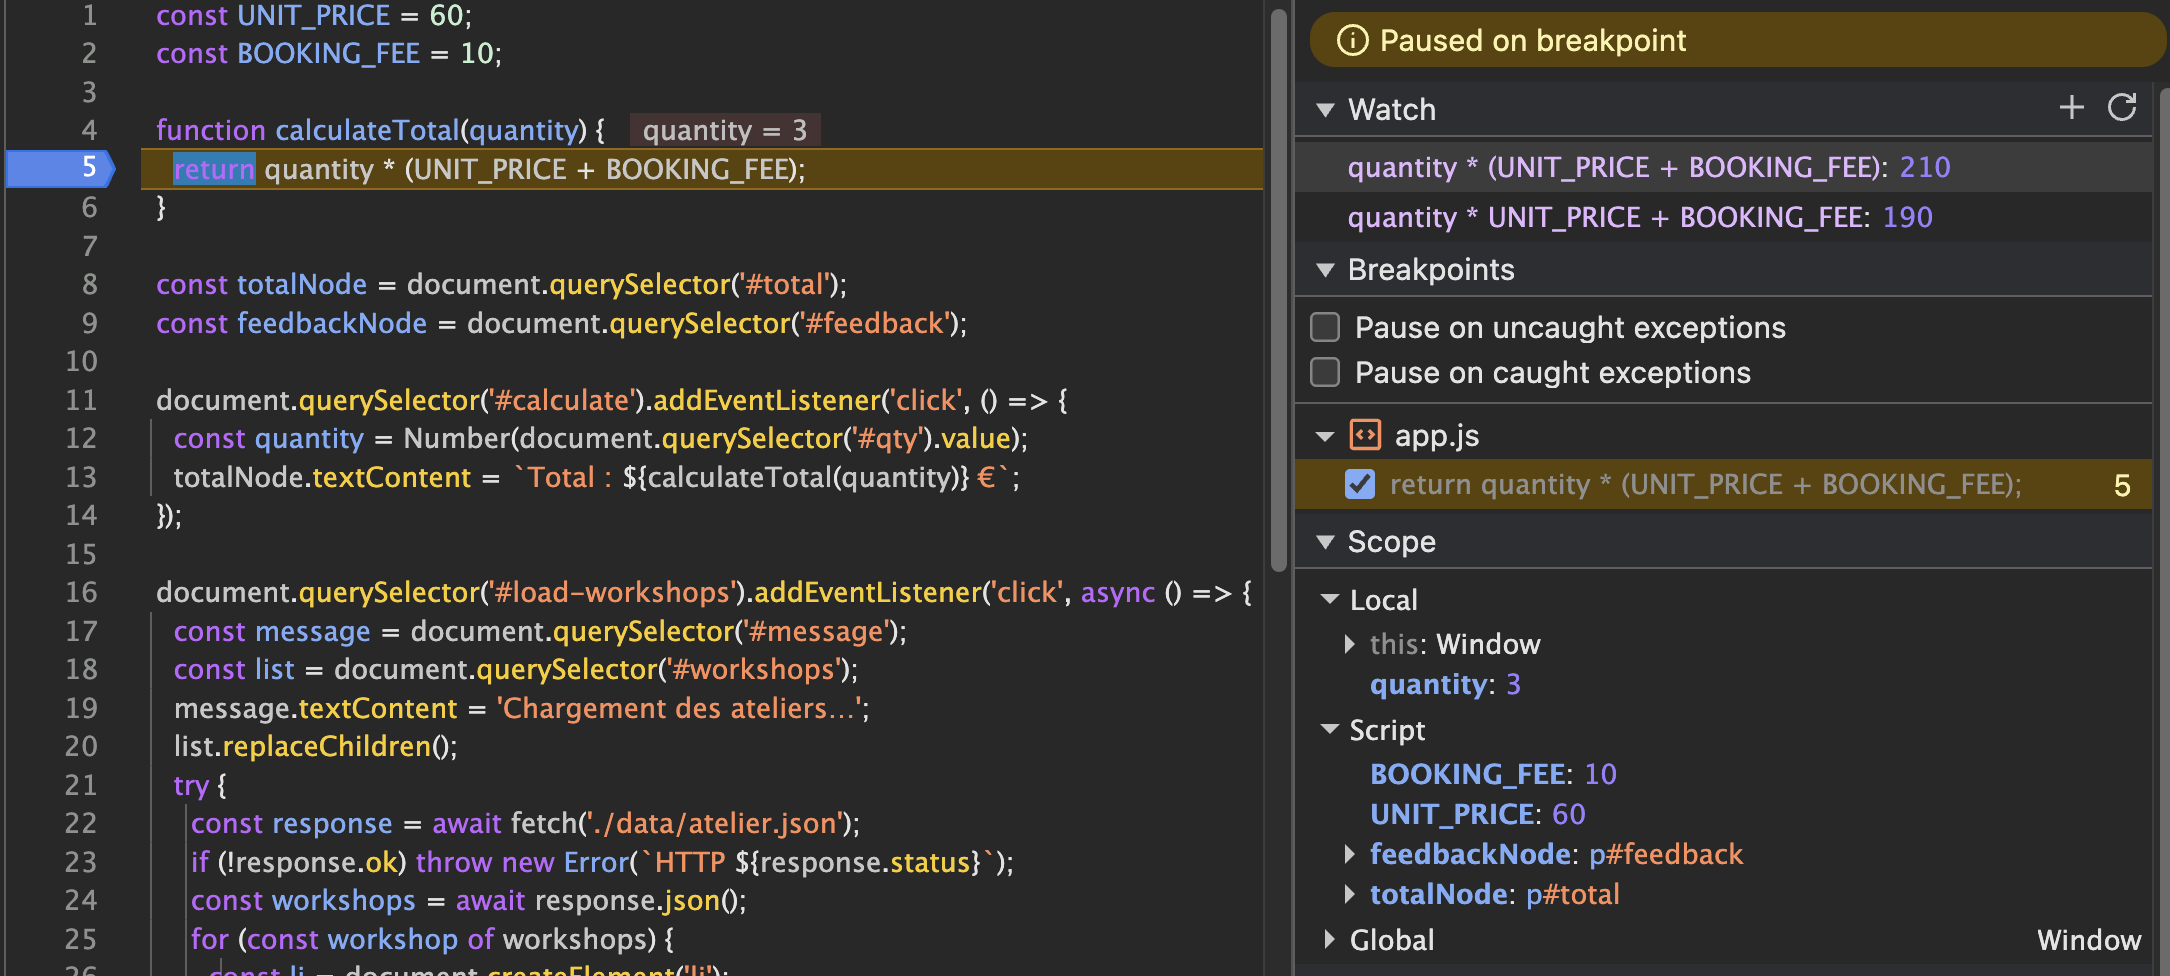 1 const UNIT_PRICE = 60;
2 const BOOKING_FEE = 10;
3
4 function calculateTotal(quantity) { quantity = 3
5 return quantity * (UNIT_PRICE + BOOKING_FEE);
6 }
7
8 const totalNode = document.querySelector('#total');
9 const feedbackNode = document.querySelector('#feedback');
10
11 document.querySelector('#calculate').addEventListener('click', () => {
12 const quantity = Number(document.querySelector('#qty').value);
13 totalNode.textContent = `Total : ${calculateTotal(quantity)} €`;
14 });
15
16 document.querySelector('#load-workshops').addEventListener('click', async () => {
17 const message = document.querySelector('#message');
18 const list = document.querySelector('#workshops');
19 message.textContent = 'Chargement des ateliers…';
20 list.replaceChildren();
21 try {
22 const response = await fetch('./data/atelier.json');
23 if (!response.ok) throw new Error(`HTTP ${response.status}`);
24 const workshops = await response.json();
25 for (const workshop of workshops) {
26 const li = document.createElement('li');
Paused on breakpoint
Watch
quantity * (UNIT_PRICE + BOOKING_FEE): 210
quantity * UNIT_PRICE + BOOKING_FEE: 190
Breakpoints
Pause on uncaught exceptions
Pause on caught exceptions
app.js
return quantity * (UNIT_PRICE + BOOKING_FEE); 5
Scope
Local
this: Window
quantity: 3
Script
BOOKING_FEE: 10
UNIT_PRICE: 60
feedbackNode: p#feedback
totalNode: p#total
Global Window